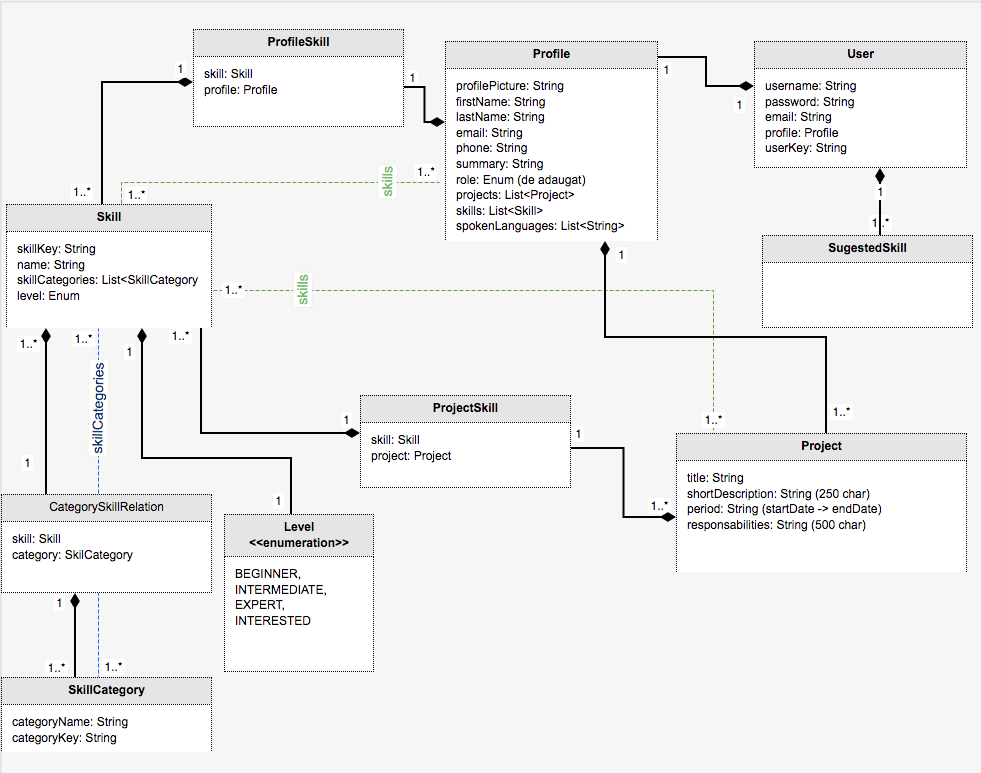 ProfileSkill
skill: Skill
profile: Profile
1
1
Profile
profilePicture: String
firstName: String
lastName: String
email: String
phone: String
summary: String
role: Enum (de adaugat)
projects: List<Project>
skills: List<Skill>
spokenLanguages: List<String>
1
1
User
username: String
password: String
email: String
profile: Profile
userKey: String
1
1..*
SugestedSkill
1..*
1..*
skills
1..*
Skill
skillKey: String
name: String
skillCategories: List<SkillCategory
level: Enum
1..*
skills
1
1..*
1..*
1
1..*
skillCategories
1
ProjectSkill
skill: Skill
project: Project
1
1..*
1..*
1..*
Project
title: String
shortDescription: String (250 char)
period: String (startDate -> endDate)
responsabilities: String (500 char)
1
CategorySkillRelation
skill: Skill
category: SkilCategory
1
Level
<<enumeration>>
BEGINNER,
INTERMEDIATE,
EXPERT,
INTERESTED
1
1..*
1..*
SkillCategory
categoryName: String
categoryKey: String